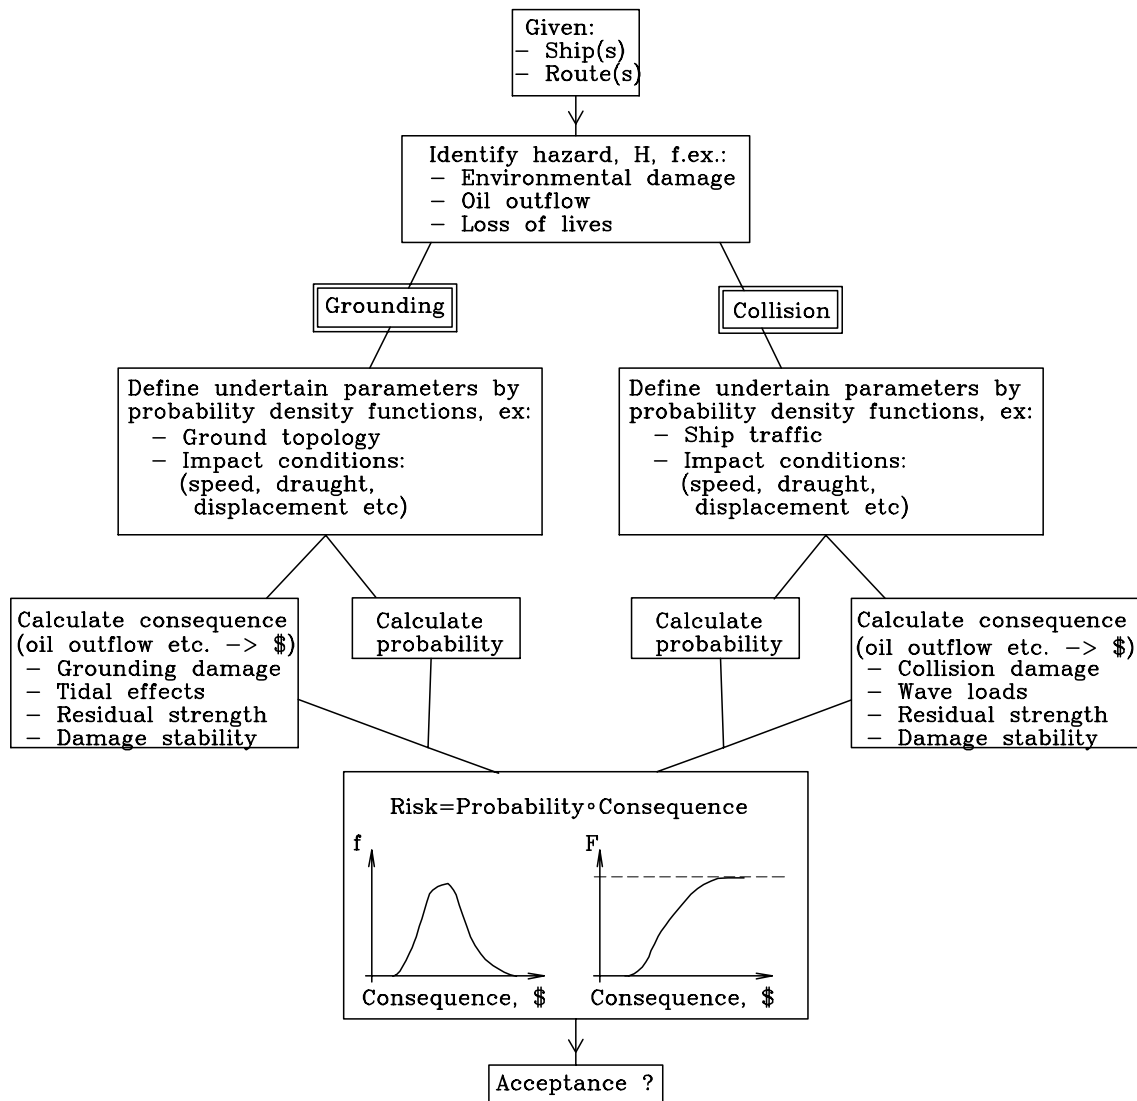 Given:
– Ship(s)
– Route(s)
Identify hazard, H, f.ex.:
– Environmental damage
– Oil outflow
– Loss of lives
Grounding
Collision
Define undertain parameters by
probability density functions, ex:
– Ground topology
– Impact conditions:
(speed, draught,
displacement etc)
Define undertain parameters by
probability density functions, ex:
– Ship traffic
– Impact conditions:
(speed, draught,
displacement etc)
Calculate consequence
(oil outflow etc. –> $)
– Grounding damage
– Tidal effects
– Residual strength
– Damage stability
Calculate
probability
Calculate
probability
Calculate consequence
(oil outflow etc. –> $)
– Collision damage
– Wave loads
– Residual strength
– Damage stability
Risk=Probability∘Consequence
f
Consequence, $
F
Consequence, $
Acceptance ?